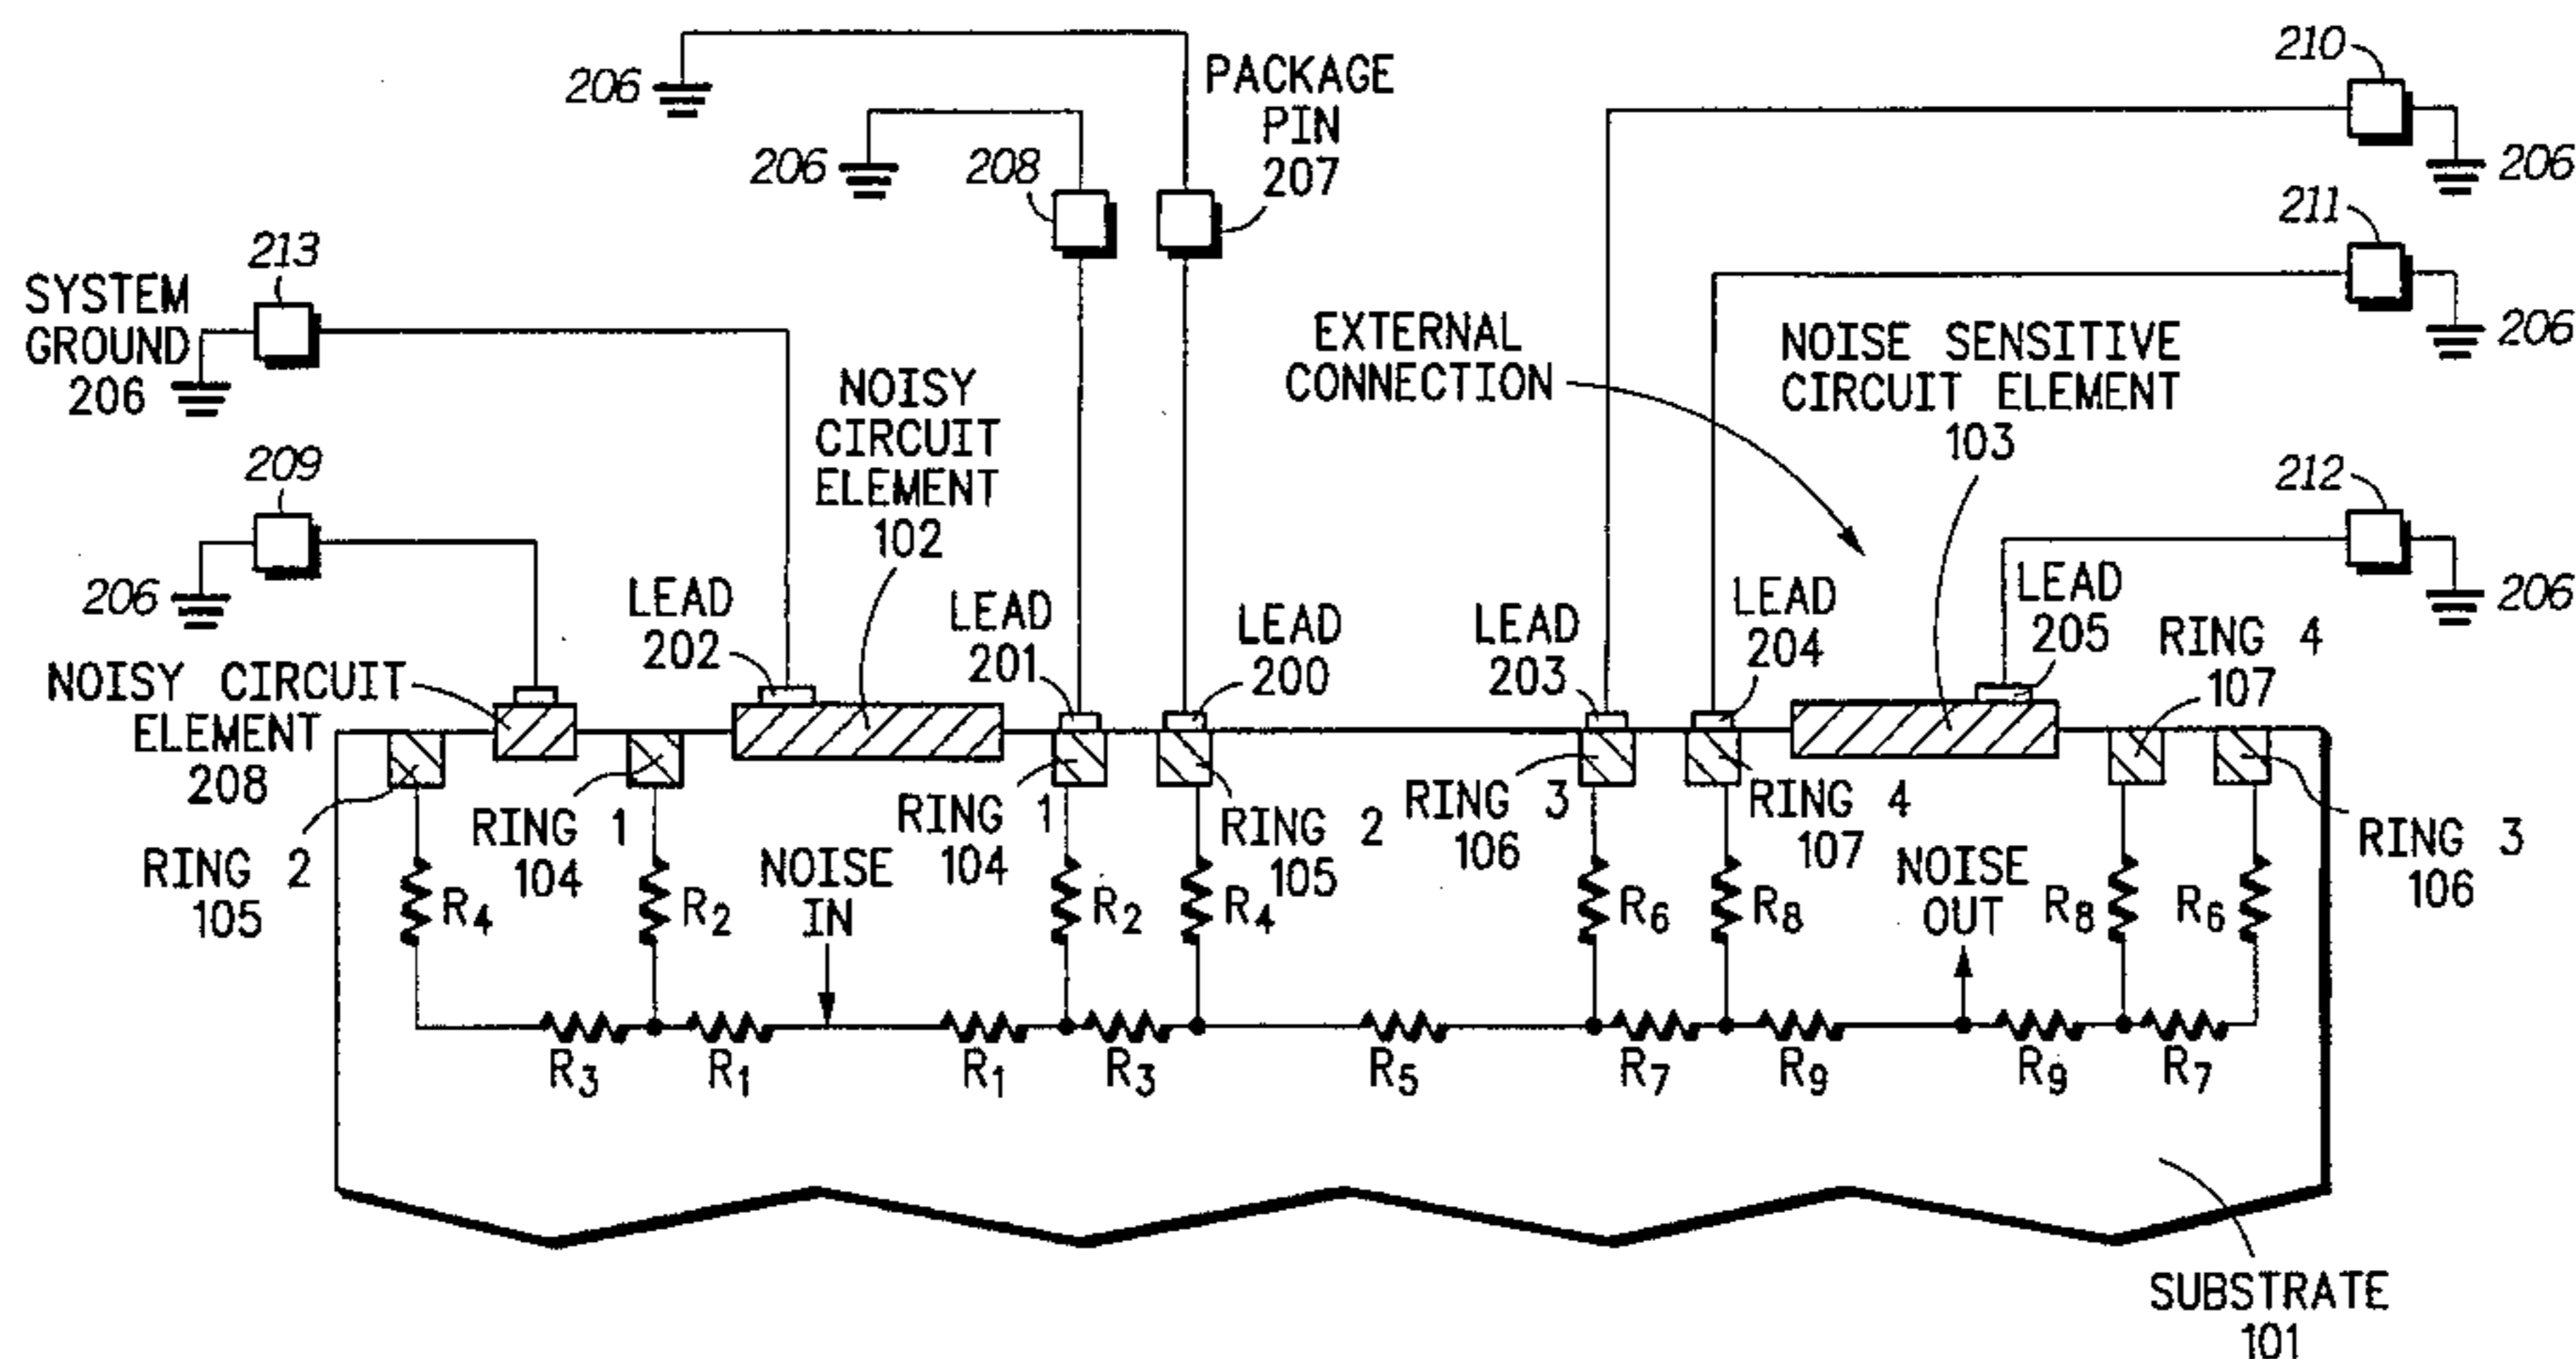 206
PACKAGE
PIN
207
210
206
206
208
211
206
213
SYSTEM
GROUND
206
EXTERNAL
CONNECTION
NOISE SENSITIVE
CIRCUIT ELEMENT
103
NOISY
CIRCUIT
ELEMENT
102
209
206
212
206
LEAD
202
LEAD
201
LEAD
200
LEAD
203
LEAD
204
LEAD
205
RING 4
107
NOISY CIRCUIT
ELEMENT
208
RING 2
105
RING 1
104
RING 1
104
RING 2
105
RING 3
106
RING 4
107
RING 3
106
NOISE
IN
NOISE
OUT
R4
R2
R2
R4
R6
R8
R8
R6
R3
R1
R1
R3
R5
R7
R9
R9
R7
SUBSTRATE
101